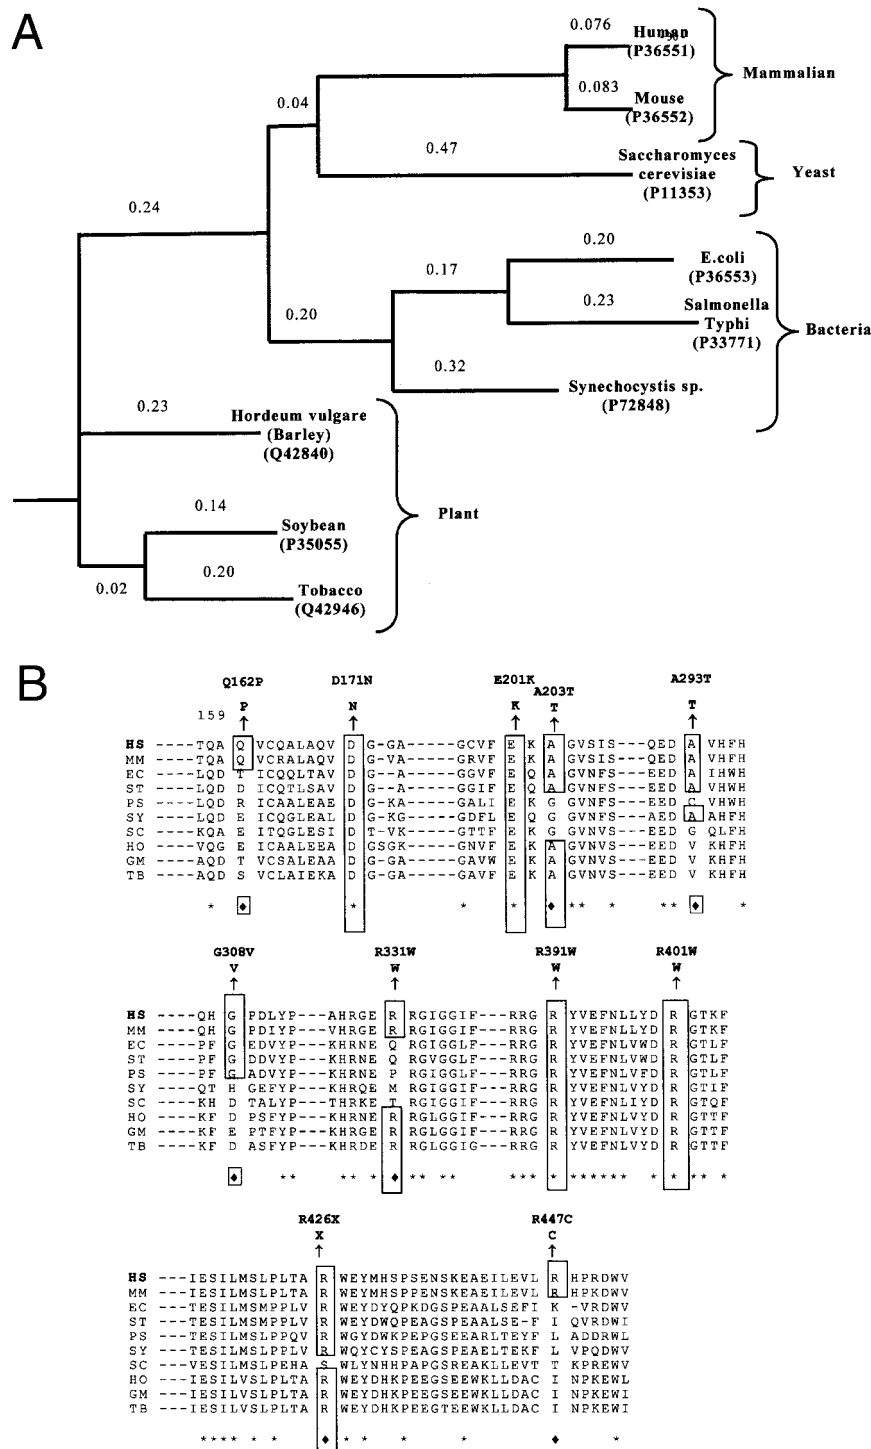 A
0.076
Human
(P36551)
Mammalian
0.083
Mouse
(P36552)
0.04
0.47
Saccharomyces
cerevisiae
(P11353)
Yeast
0.24
0.20
E.coli
(P36553)
0.17
0.23
Salmonella
Typhi
(P33771)
Bacteria
0.20
0.32
Synechocystis sp.
(P72848)
0.23
Hordeum vulgare
(Barley)
(Q42840)
0.14
Soybean
(P35055)
Plant
0.02
0.20
Tobacco
(Q42946)
B
Q162P D171N E201K A203T A293T
159 P N K T T
HS ----TQA Q VCQALAQV D G-GA------GCVF E K A GVSIS---QED A VHFH
MM ----TQA Q VCRALAQV D G-GA------GRVF E K A GVNFS---EED A VHFH
EC ----LQD T ICQQLTAV D G-GA------GGVF E Q A GVNFS---EED A IHWH
ST ----LQD D ICQTLSAV D G-GA------GGIF E Q A GVNFS---EED A VHWH
PS ----LQD R ICAALEAE D G-GA------GALI E K G GVNFS---EED C VHWH
SY ----LQD E ICQGLEAL D G-KG------GDFL E Q G GVNFS---AED A AHFH
SC ----KQA E ITQGLESI D T-VK------GTTF E K G GVNVS---EED G QLFH
HO ----VQG E ICAALEEA D GSGK------GNVF E K A GVNVS---EED V KHFH
GM ----AQD T VCSALEAA D G-GA------GAVW E K A GVNVS---EED V KHFH
TB ----AQD S VCLAIEKA D G-GA------GAVF E K A GVNVS---EED V KHFH
* ♦ * * * ♦ ** * ** ♦ *
G308V R331W R391W R401W
V W W W
HS ----QH G PDLYP---AHRGE R RGIGGIF---RRG R YVEFNLLYD R GTKF
MM ----QH G PDIYP---VHRGE R RGIGGIF---RRG R YVEFNLLYD R GTKF
EC ----PF G EDVYP---KHRNE Q RGIGGLF---RRG R YVEFNLVWD R GTLF
ST ----PF G DDVYP---KHRNE Q RGVGGLF---RRG R YVEFNLVWD R GTLF
PS ----PF G ADVYP---KHRNE P RGIGGLF---RRG R YVEFNLVYD R GTLF
SY ----QT H GEFYP---KHRQE M RGIGGIF---RRG R YVEFNLVYD R GTIF
SC ----KH D TALYP---THRKE T RGIGGIF---RRG R YVEFNLIYD R GTQF
HO ----KF D PSFYP---KHRGE R RGLGGIF---RRG R YVEFNLVYD R GTTF
GM ----KF E PTFYP---KHRGE R RGLGGIF---RRG R YVEFNLVYD R GTTF
TB ----KF D ASFYP---KHRDE R RGLGGIG---RRG R YVEFNLVYD R GTTF
♦ ** ** * ♦ ** ** *** * ****** * * ** *
R426X R447C
X C
HS ---IESILMSLPLTA R WEYMHSPSENSKEAEILEVL R HPRDWV
MM ---IESILMSLPLTA R WEYMHSPPENSKEAEILEVL R HPKDWV
EC ---TESILMSMPPLV R WEYDYQPKDGSPEAALSEFI K -VRDWV
ST ---TESILMSMPPLV R WEYDWQPEAGSPEAALSE-F I QVRDWI
PS ---TESILMSLPPQV R WGYDWKPEPGSPEARLTEYF L ADDRWL
SY ---TESILMSLPPLV R WQYCYSPEAGSPEAELTEKF L VPQDWV
SC ---VESILMSLPEHA S WLYNHHPAPGSREAKLLEVT T KPREWV
HO ---IESILVSLPLTA R WEYDHKPEEGSEEWKLLDAC I NPKEWI
GM ---IESILVSLPLTA R WEYDHKPEEGSEEWKLLDAC I NPKEWI
TB ---IESILVSLPLTA R WEYDHKPEEGTEEWKLLDAC I NPKEWI
**** * * ♦ * * * * ♦ *